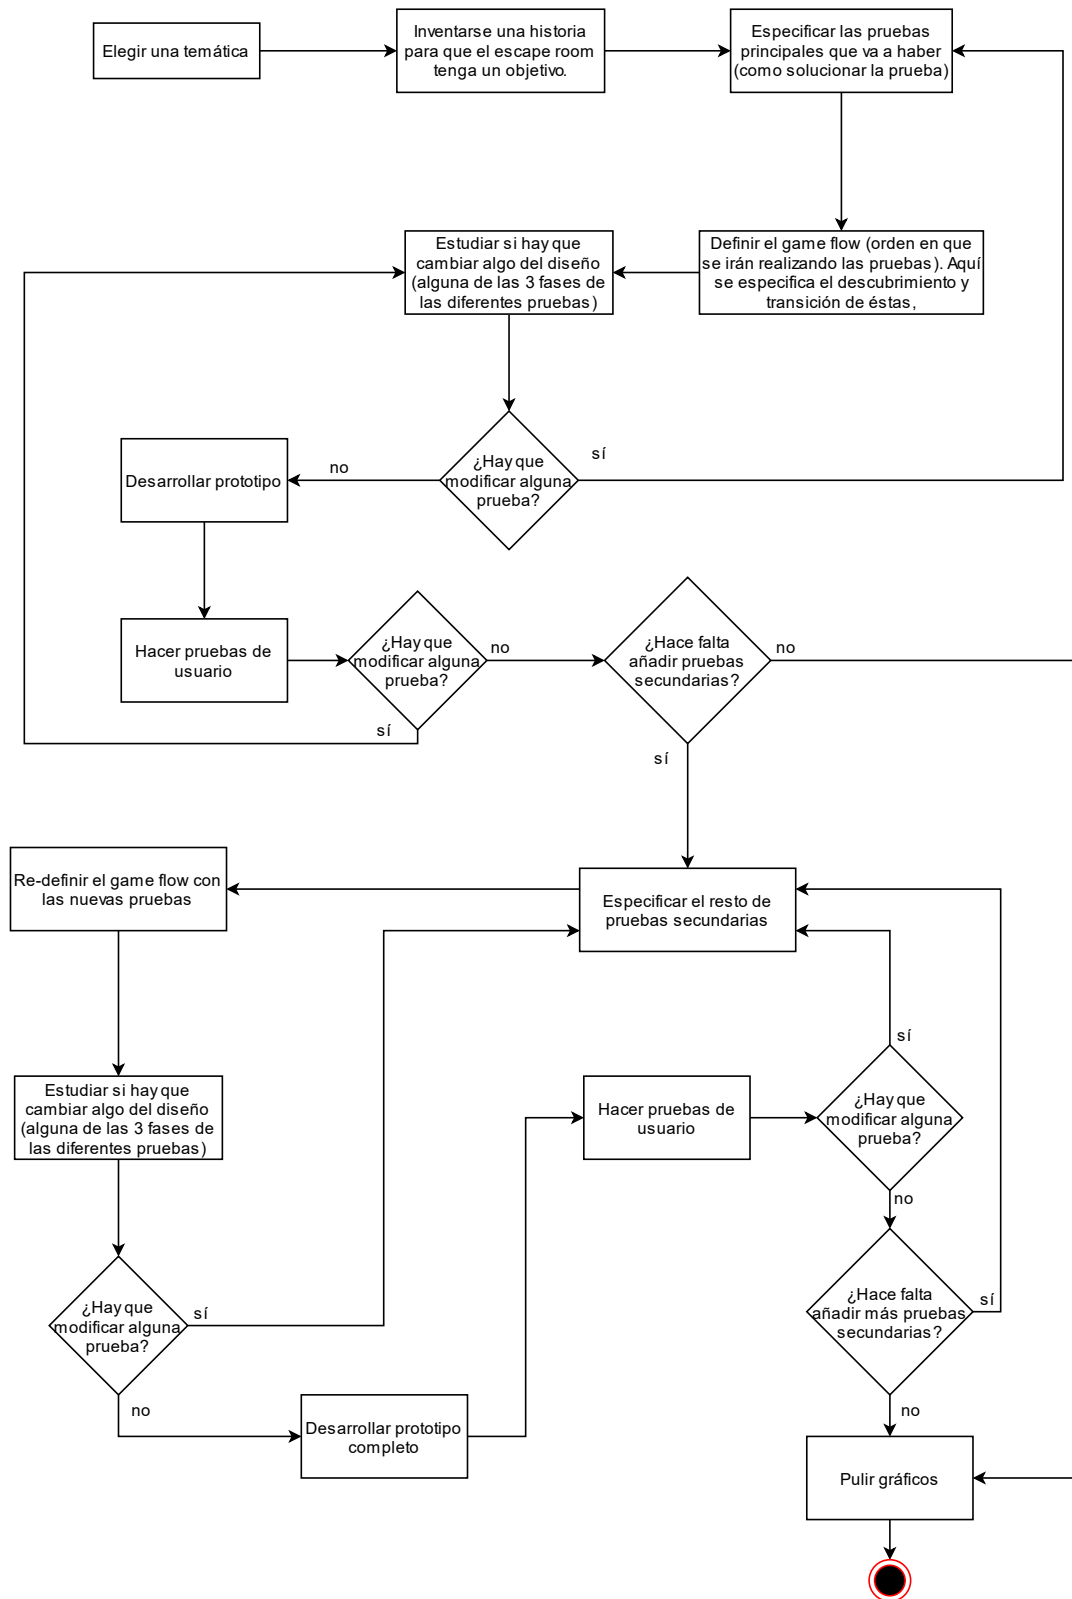 Elegir una temática
Inventarse una historia
para que el escape room
tenga un objetivo.
Especificar las pruebas
principales que va a haber
(como solucionar la prueba)
Estudiar si hay que
cambiar algo del diseño
(alguna de las 3 fases de
las diferentes pruebas)
Definir el game flow (orden en que
se irán realizando las pruebas). Aquí
se especifica el descubrimiento y
transición de éstas,
¿Hay que
modificar alguna
prueba?
sí
no
Desarrollar prototipo
Hacer pruebas de
usuario
¿Hay que
modificar alguna
prueba?
no
sí
¿Hace falta
añadir pruebas
secundarias?
no
sí
Re-definir el game flow con
las nuevas pruebas
Especificar el resto de
pruebas secundarias
Estudiar si hay que
cambiar algo del diseño
(alguna de las 3 fases de
las diferentes pruebas)
Hacer pruebas de
usuario
sí
¿Hay que
modificar alguna
prueba?
no
¿Hay que
modificar alguna
prueba?
sí
no
¿Hace falta
añadir más pruebas
secundarias?
sí
no
Desarrollar prototipo
completo
Pulir gráficos